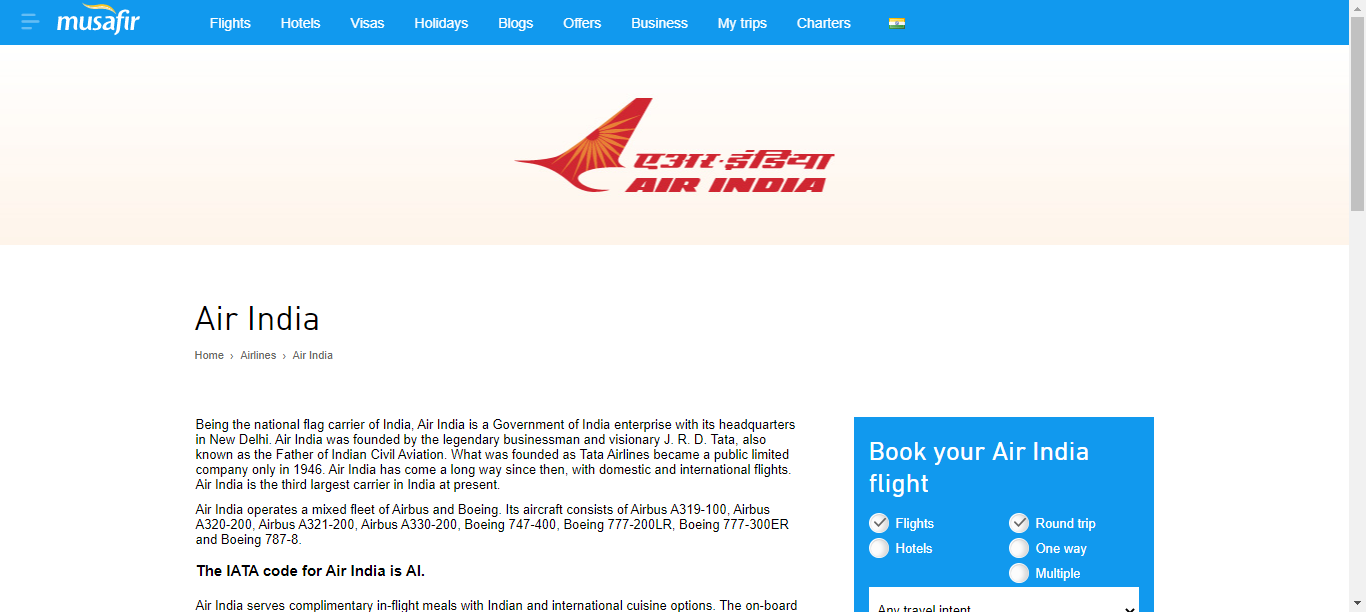 musafir
Flights Hotels Visas Holidays Blogs Offers Business My trips Charters
एअर-इंडिया
AIR INDIA
Air India
Home › Airlines › Air India
Being the national flag carrier of India, Air India is a Government of India enterprise with its headquarters
in New Delhi. Air India was founded by the legendary businessman and visionary J. R. D. Tata, also
known as the Father of Indian Civil Aviation. What was founded as Tata Airlines became a public limited
company only in 1946. Air India has come a long way since then, with domestic and international flights.
Air India is the third largest carrier in India at present.
Air India operates a mixed fleet of Airbus and Boeing. Its aircraft consists of Airbus A319-100, Airbus
A320-200, Airbus A321-200, Airbus A330-200, Boeing 747-400, Boeing 777-200LR, Boeing 777-300ER
and Boeing 787-8.
The IATA code for Air India is AI.
Air India serves complimentary in-flight meals with Indian and international cuisine options. The on-board
Book your Air India
flight
Flights Round trip
Hotels One way
Multiple
Any travel intent